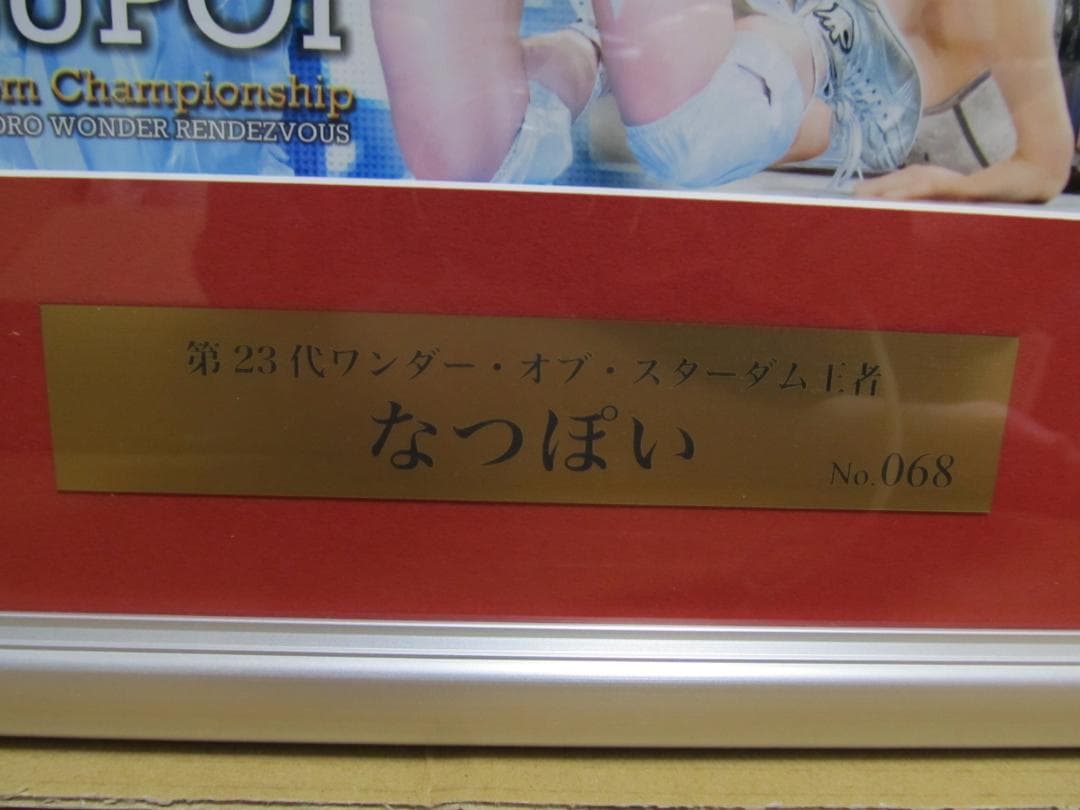 UPOI
om Championship
ORO WONDER RENDEZVOUS
第23代ワンダー・オブ・スターダム王者
なつぽい
No.068